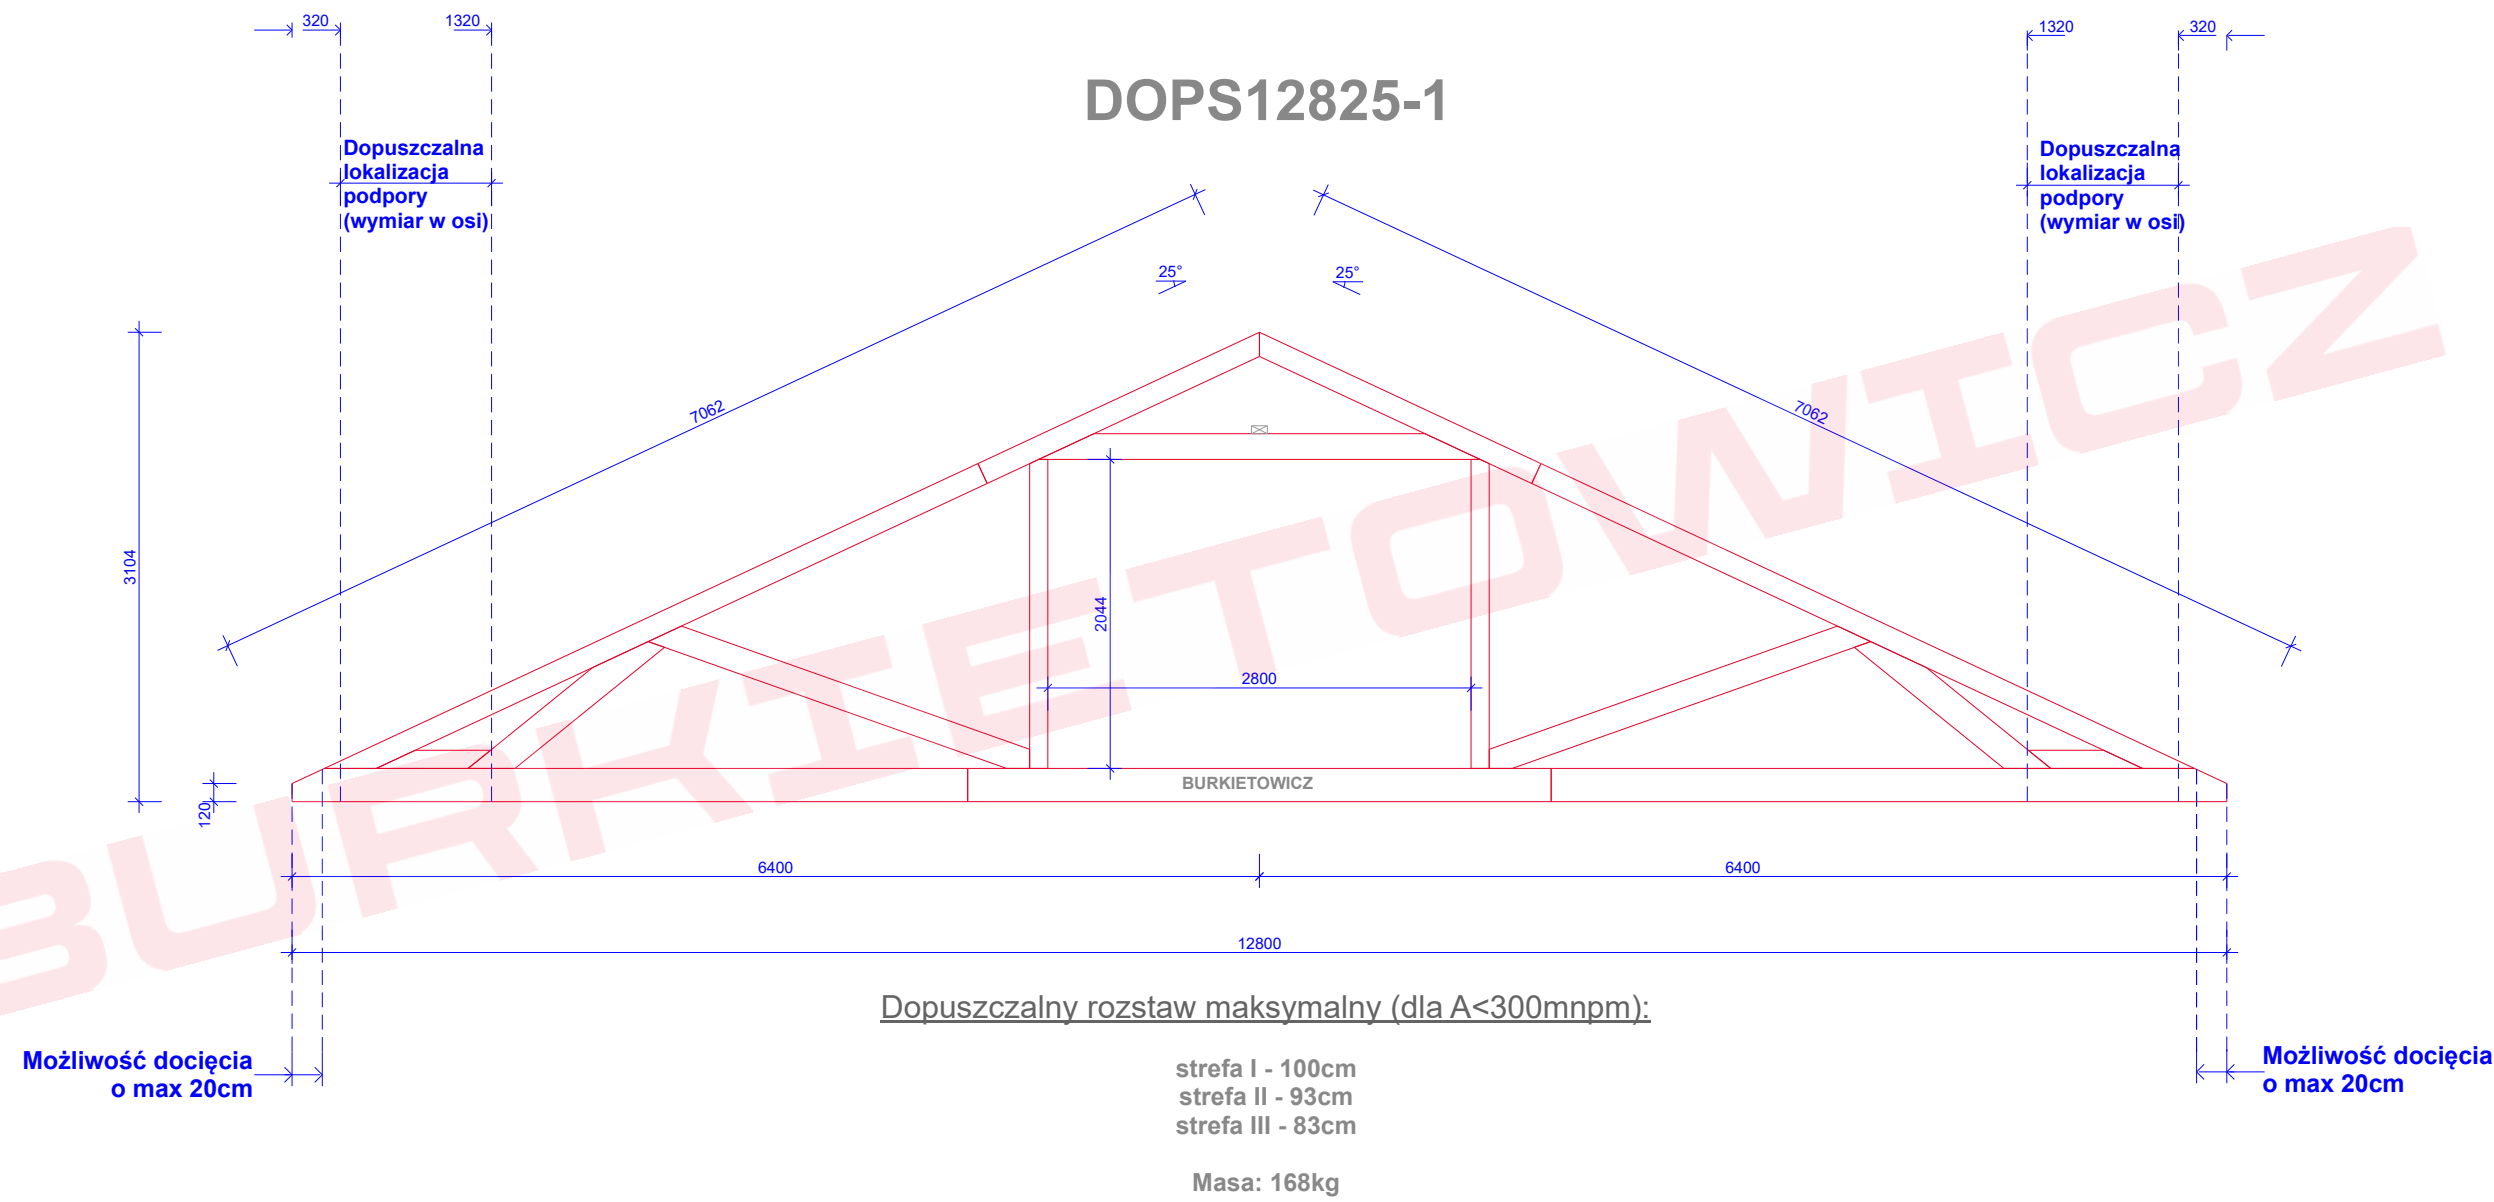 320
1320
1320
320
DOPS12825-1
Dopuszczalna
lokalizacja
podpory
(wymiar w osi)
Dopuszczalna
lokalizacja
podpory
(wymiar w osi)
25°
25°
7062
7062
3104
2044
2800
BURKIETOWICZ
120
6400
6400
12800
BURKIETOWICZ
Dopuszczalny rozstaw maksymalny (dla A<300mnpm):
Możliwość docięcia
o max 20cm
Możliwość docięcia
o max 20cm
strefa I - 100cm
strefa II - 93cm
strefa III - 83cm
Masa: 168kg